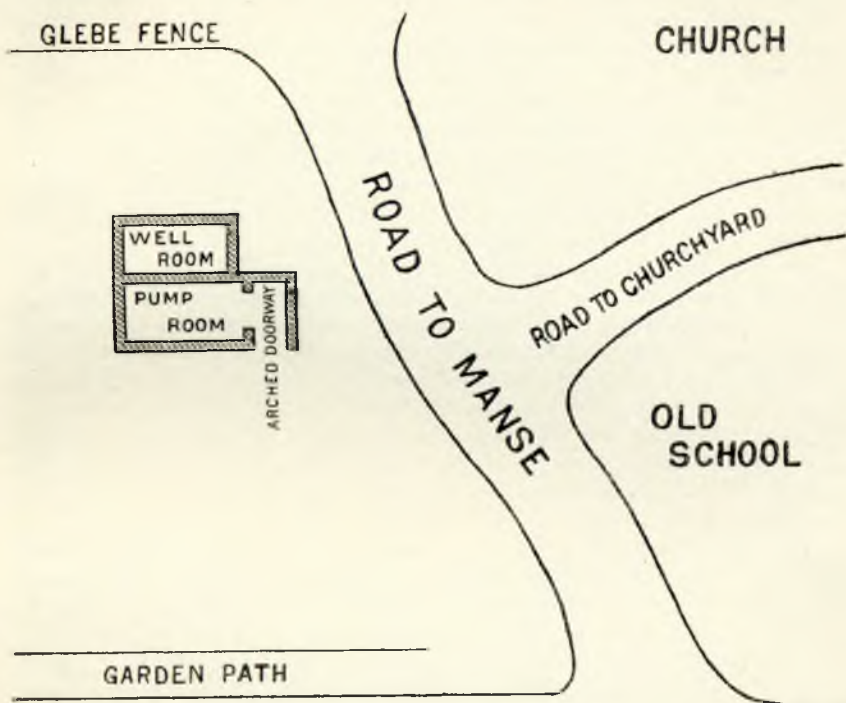 GLEBE FENCE
CHURCH
ROAD TO MANSE
ROAD TO CHURCHYARD
WELL
ROOM
PUMP
ROOM
ARCHED DOORWAY
OLD
SCHOOL
GARDEN PATH